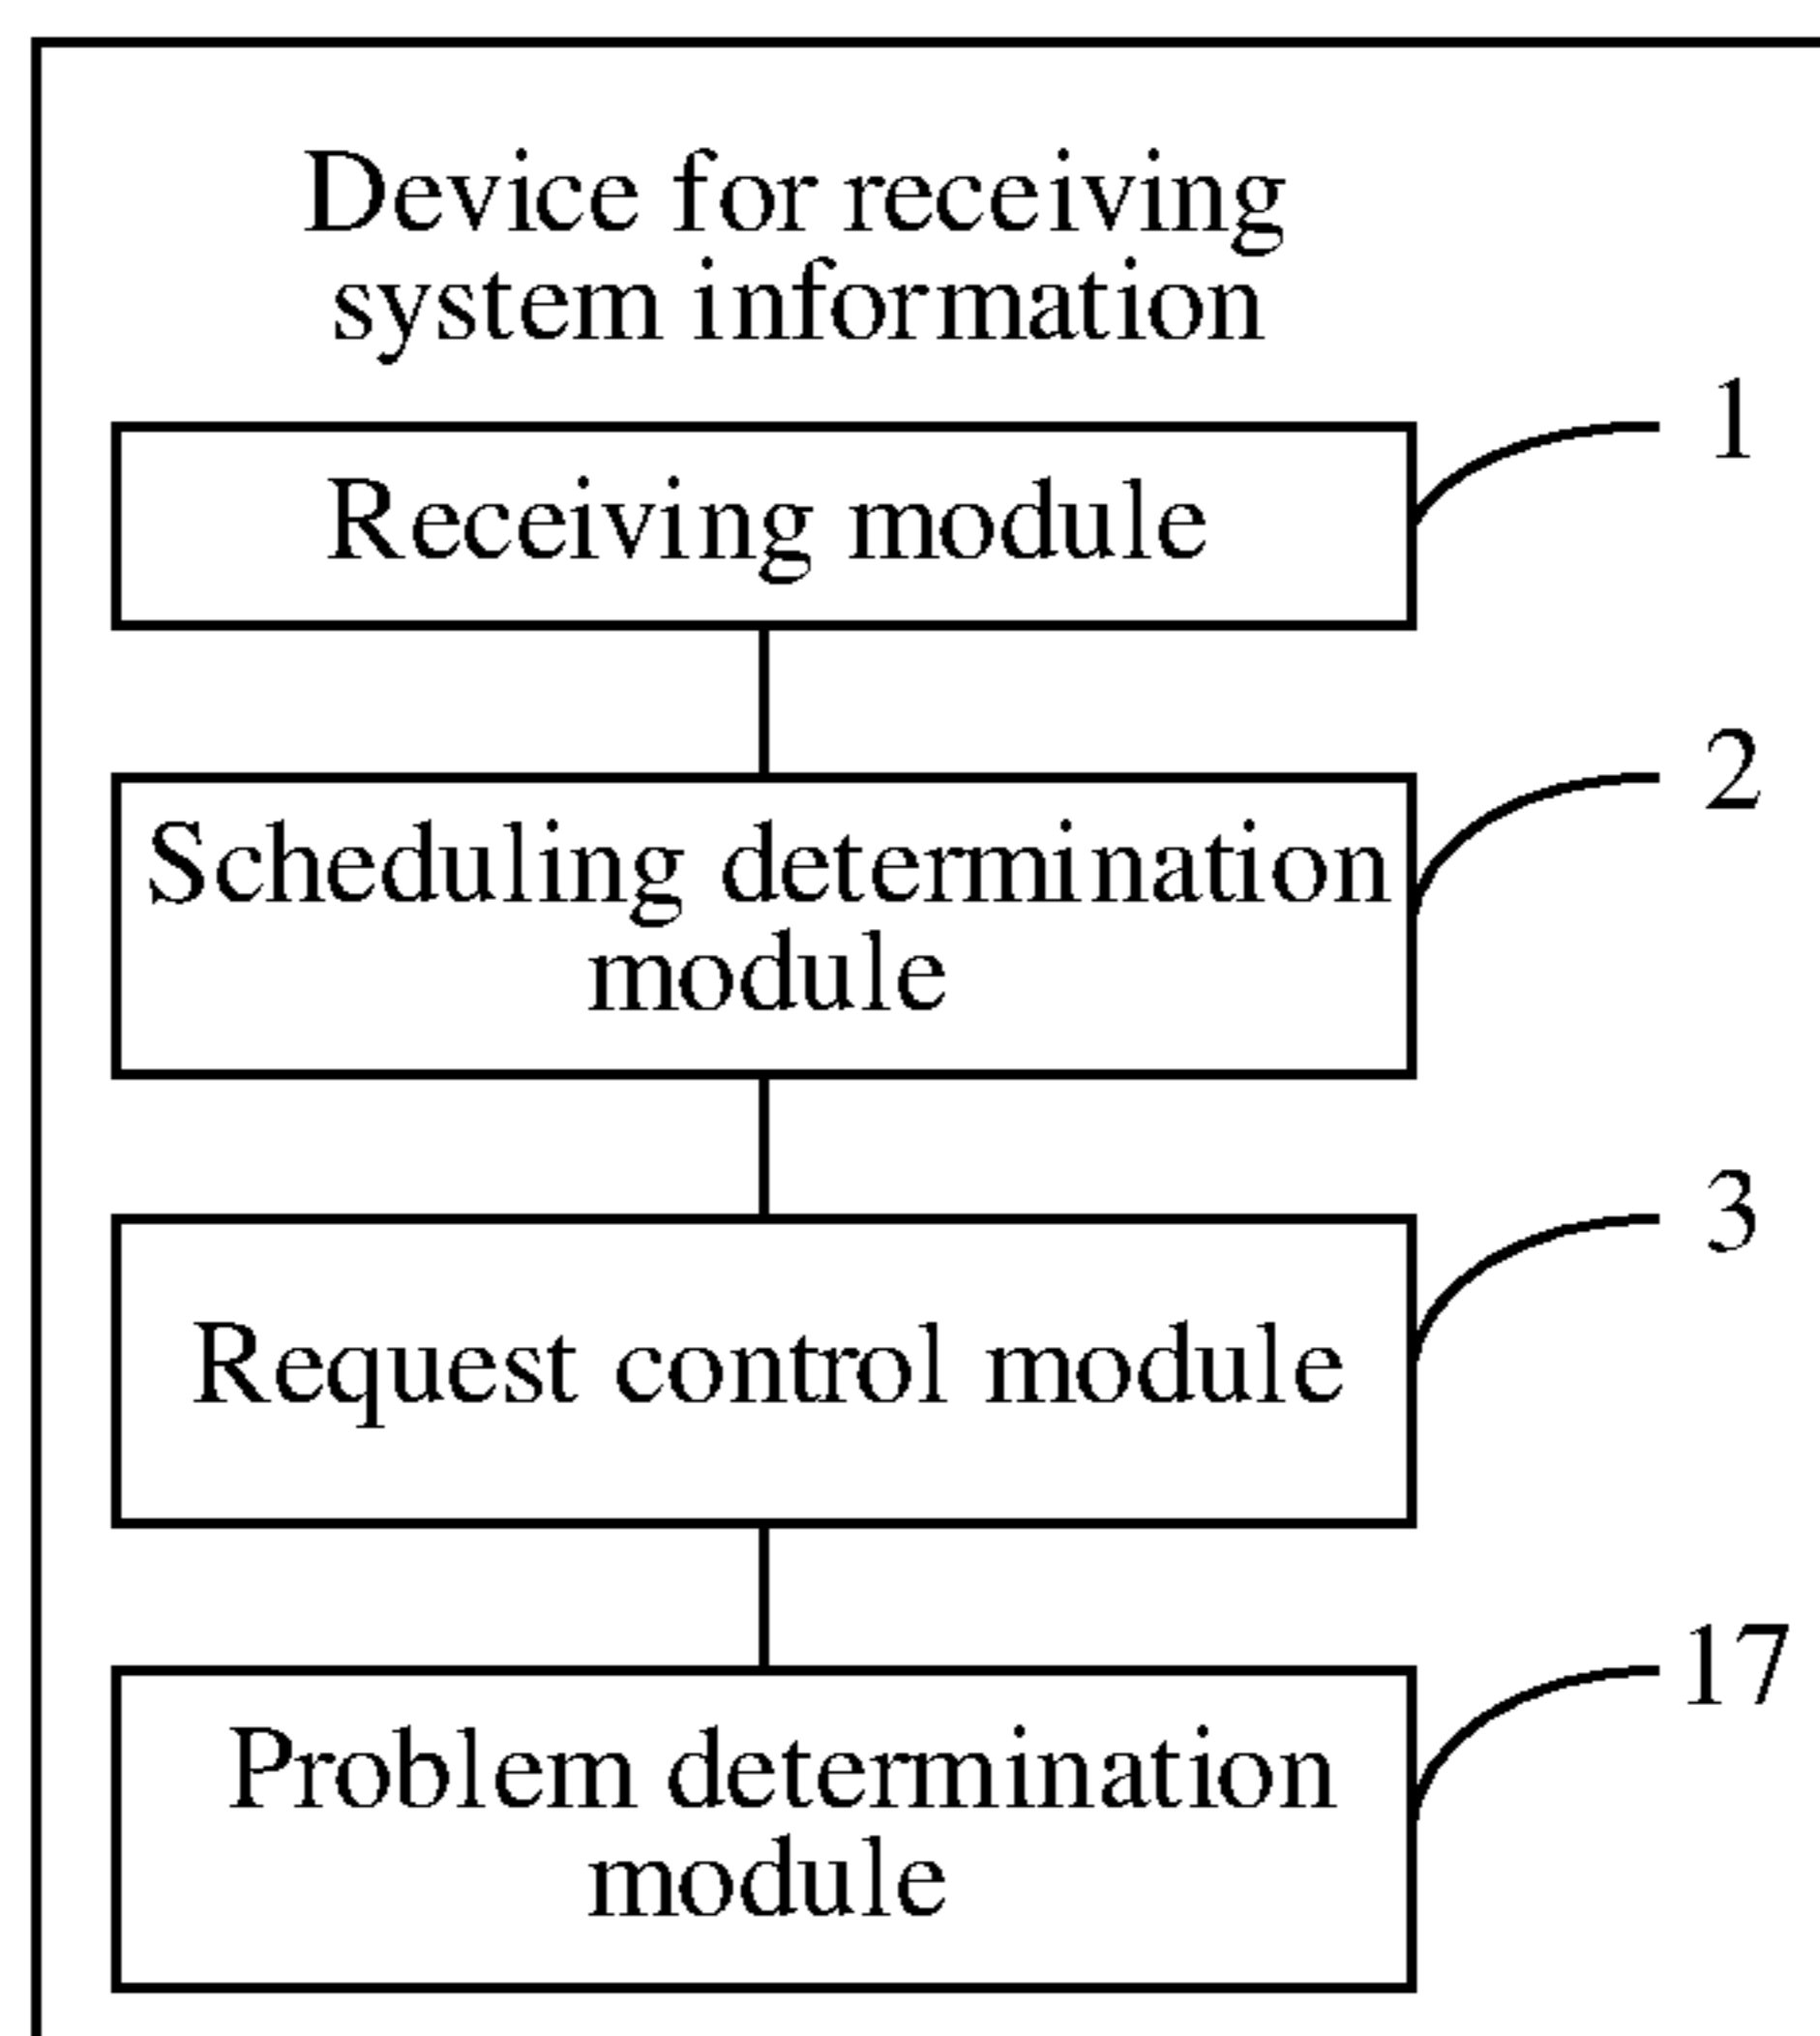 Device for receiving
system information
1
Receiving module
2
Scheduling determination
module
3
Request control module
17
Problem determination
module